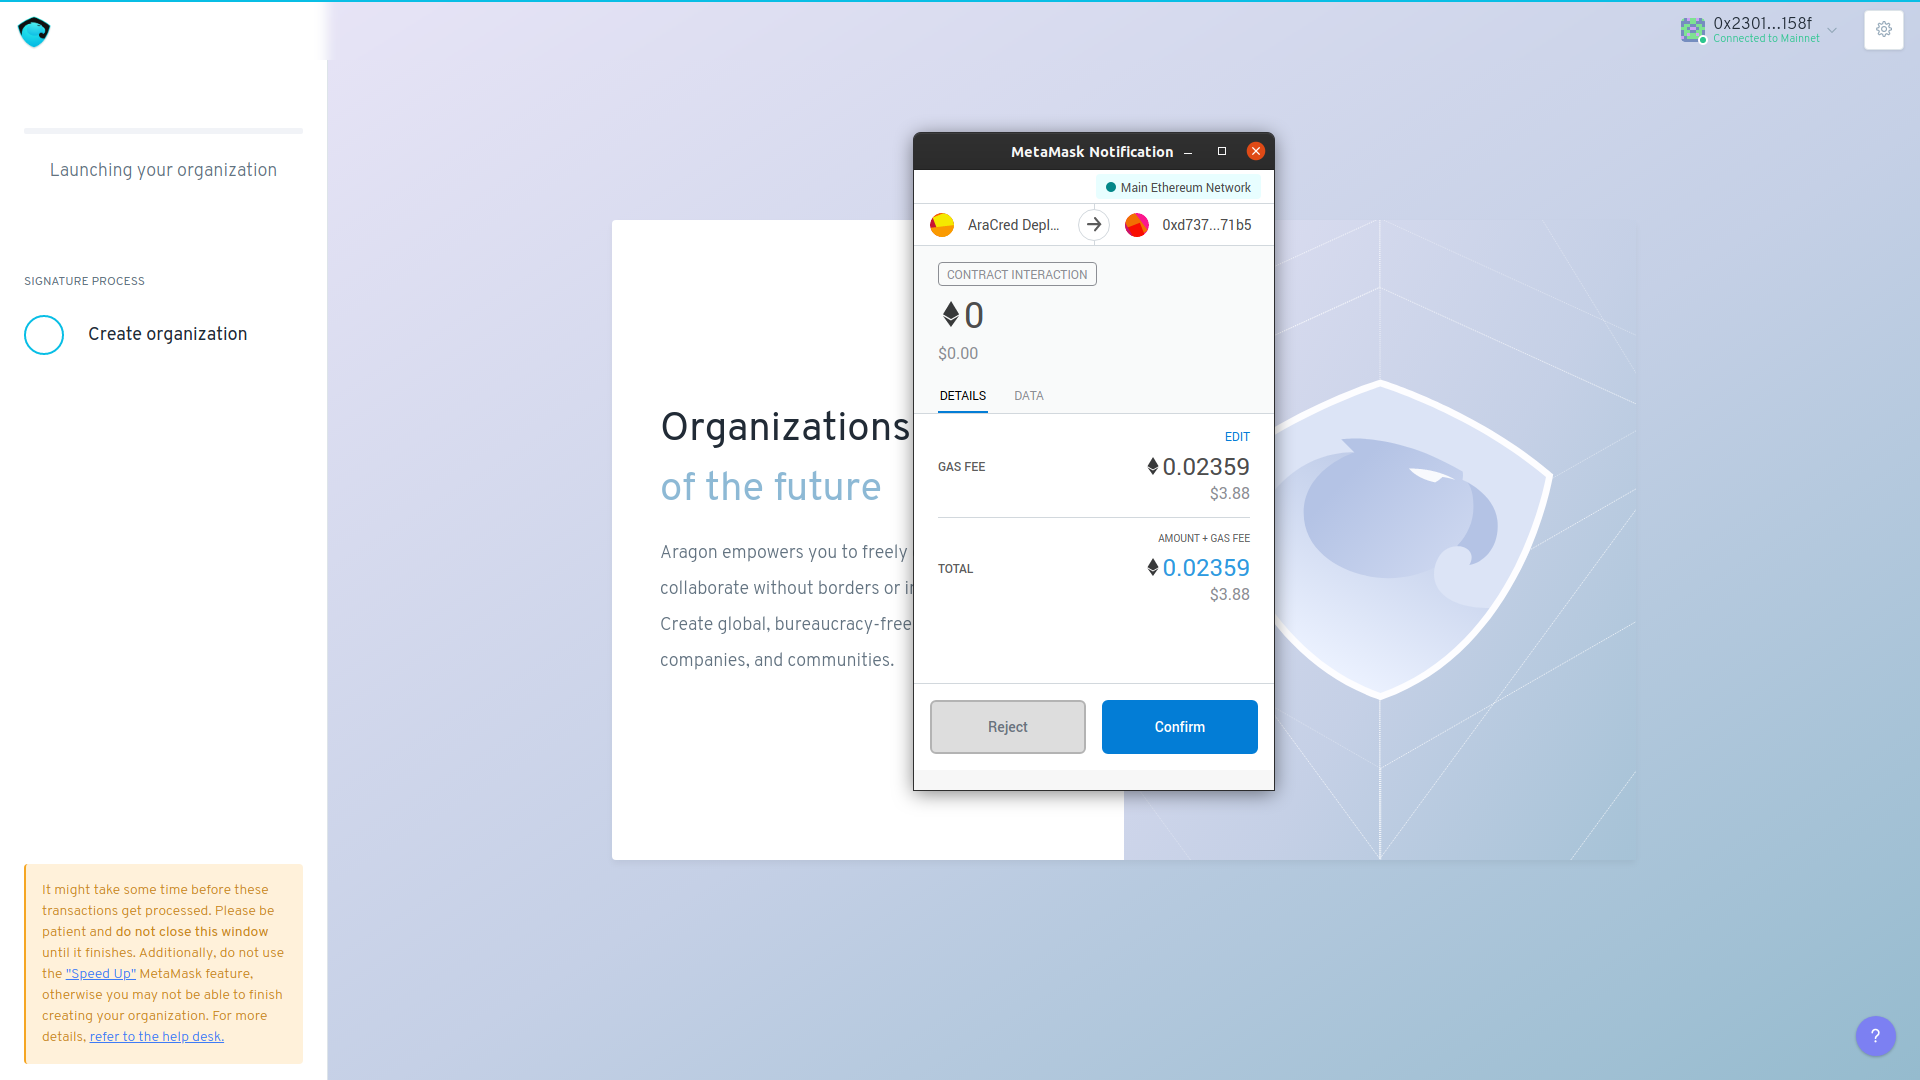 0x2301...158f
Connected to Mainnet
Launching your organization
SIGNATURE PROCESS
Create organization
It might take some time before these
transactions get processed. Please be
patient and do not close this window
until it finishes. Additionally, do not use
the "Speed Up" MetaMask feature,
otherwise you may not be able to finish
creating your organization. For more
details, refer to the help desk.
Organizations
of the future
Aragon empowers you to freely
collaborate without borders or
Create global, bureaucracy-free
companies, and communities.
MetaMask Notification
Main Ethereum Network
AraCred Depl...
0xd737...71b5
CONTRACT INTERACTION
0
$0.00
DETAILS DATA
EDIT
GAS FEE 0.02359
$3.88
AMOUNT + GAS FEE
TOTAL 0.02359
$3.88
Reject Confirm
?